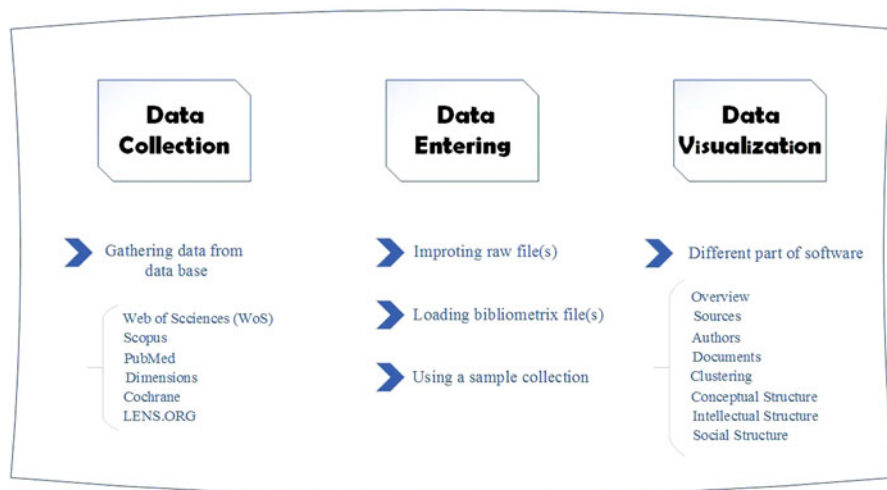 Data
Collection
Gathering data from
data base
Web of Scciences (WoS)
Scopus
PubMed
Dimensions
Cochrane
LENS.ORG
Data
Entering
Improting raw file(s)
Loading bibliometrix file(s)
Using a sample collection
Data
Visualization
Different part of software
Overview
Sources
Authors
Documents
Clustering
Conceptual Structure
Intellectual Structure
Social Structure